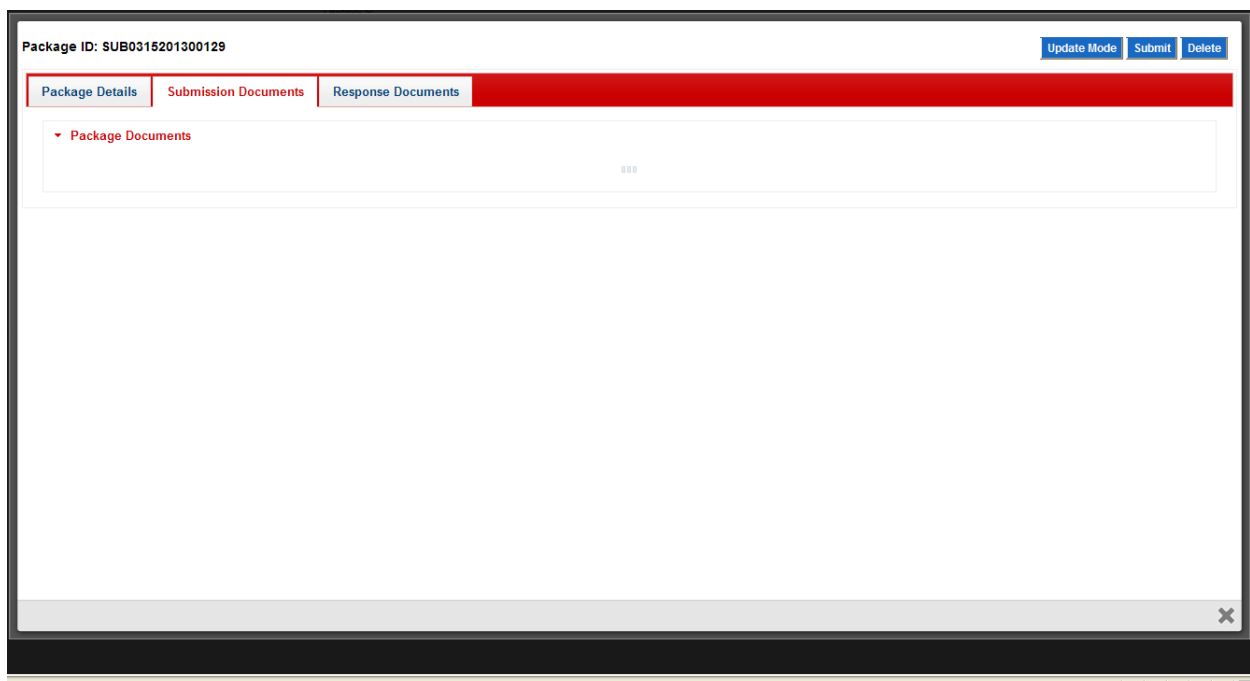 Package ID: SUB0315201300129
Update Mode Submit Delete
Package Details Submission Documents Response Documents
Package Documents